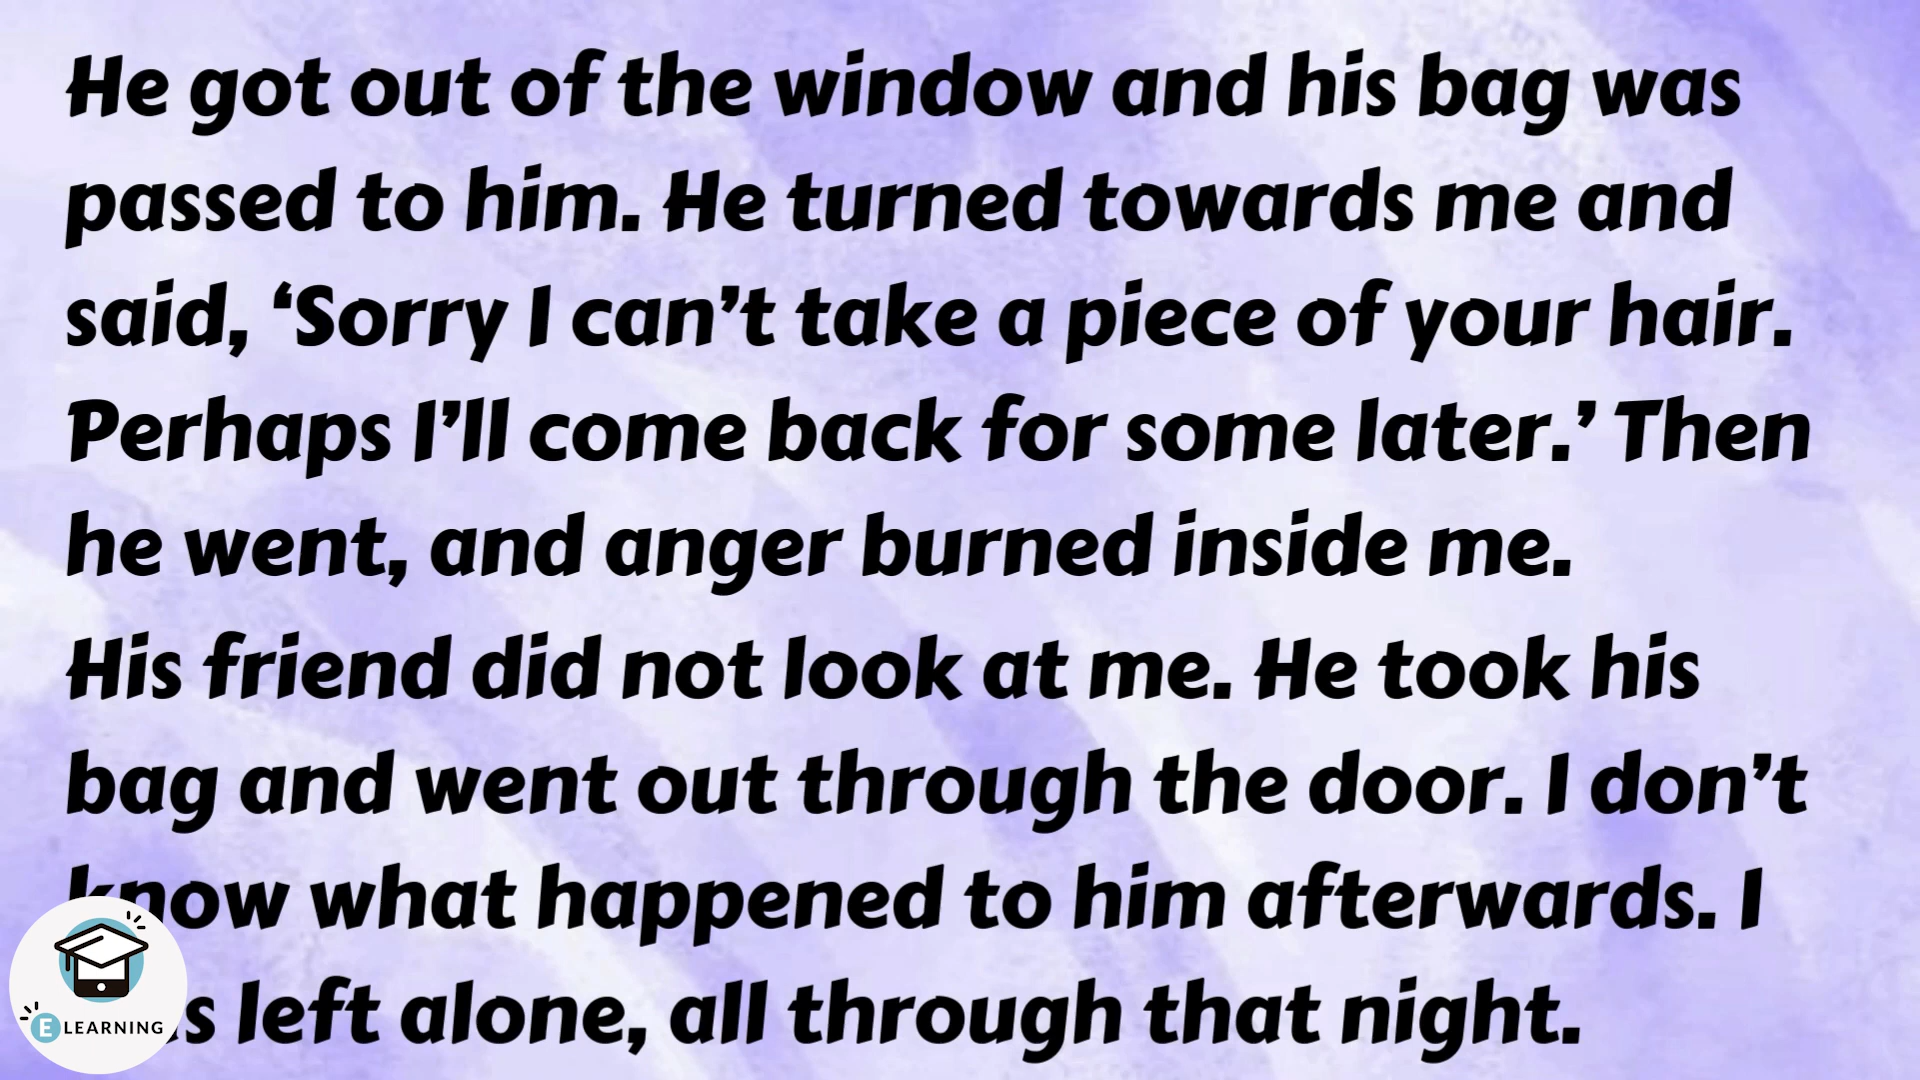 He got out of the window and his bag was
passed to him. He turned towards me and
said, ‘Sorry I can’t take a piece of your hair.
Perhaps I’ll come back for some later.’ Then
he went, and anger burned inside me.
His friend did not look at me. He took his
bag and went out through the door. I don’t
know what happened to him afterwards. I
left alone, all through that night.
E LEARNING